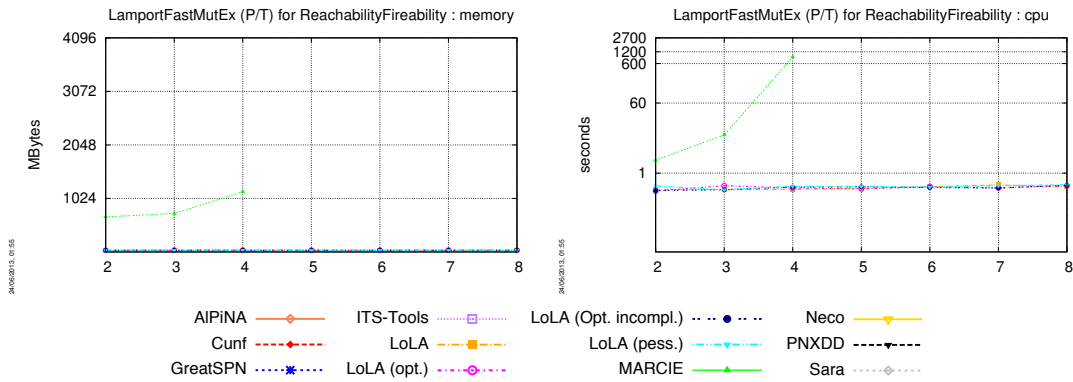 LamportFastMutEx (P/T) for ReachabilityFireability : memory
4096
3072
2048
1024
MBytes
2 3 4 5 6 7 8
24/06/2013, 01:55
LamportFastMutEx (P/T) for ReachabilityFireability : cpu
2700
1200
600
60
1
seconds
2 3 4 5 6 7 8
24/06/2013, 01:55
AlPiNA
Cunf
GreatSPN
ITS-Tools
LoLA
LoLA (opt.)
LoLA (Opt. incompl.)
LoLA (pess.)
MARCIE
Neco
PNXDD
Sara